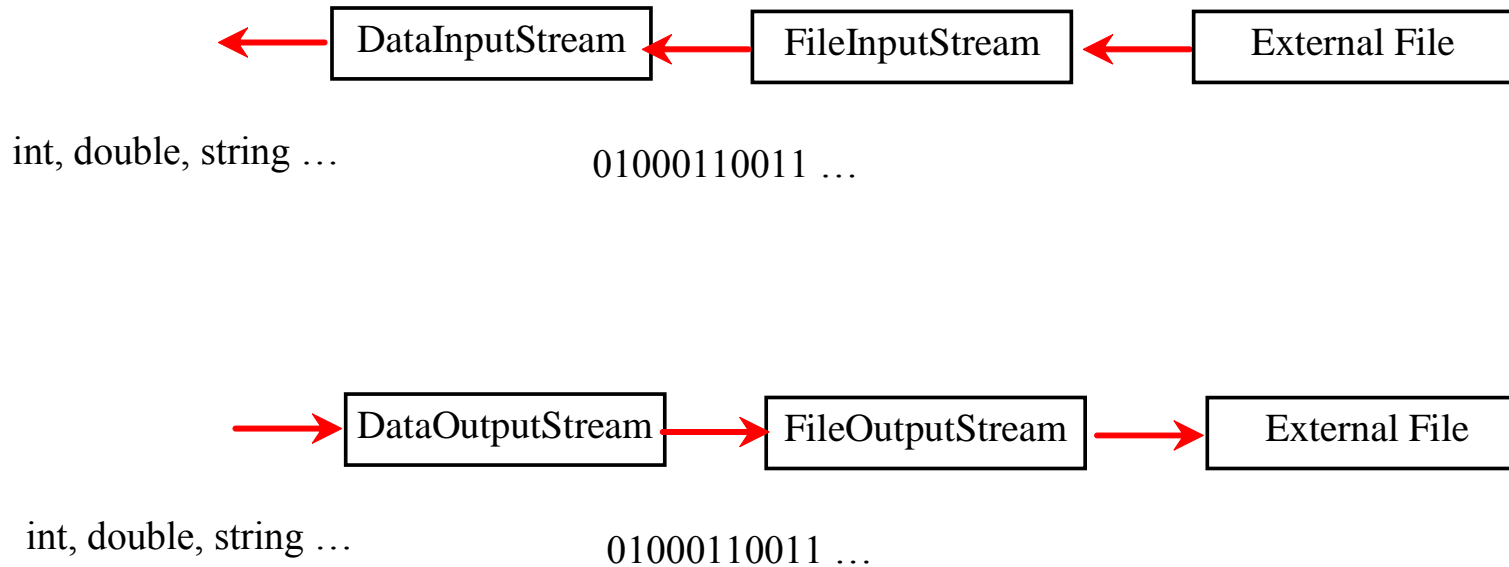 DataInputStream FileInputStream External File
int, double, string … 01000110011 …
DataOutputStream FileOutputStream External File
int, double, string … 01000110011 …